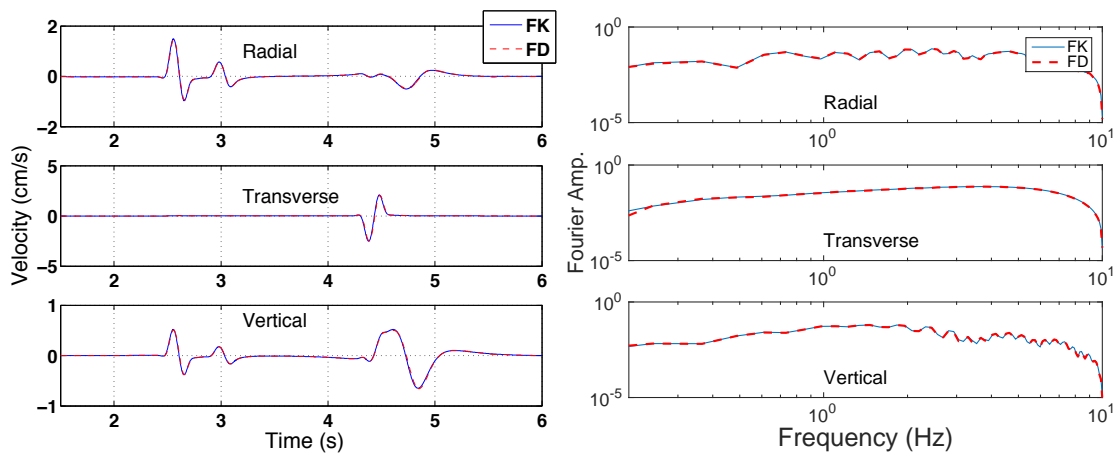 FK
FD
Radial
2
0
−2
2 3 4 5 6
Velocity (cm/s)
Transverse
5
0
−5
2 3 4 5 6
Vertical
1
0
−1
2 3 4 5 6
Time (s)
FK
FD
Radial
10^0
10^-5
10^0 10^1
Fourier Amp.
Transverse
10^0
10^-5
10^0 10^1
Vertical
10^0
10^-5
10^0 10^1
Frequency (Hz)